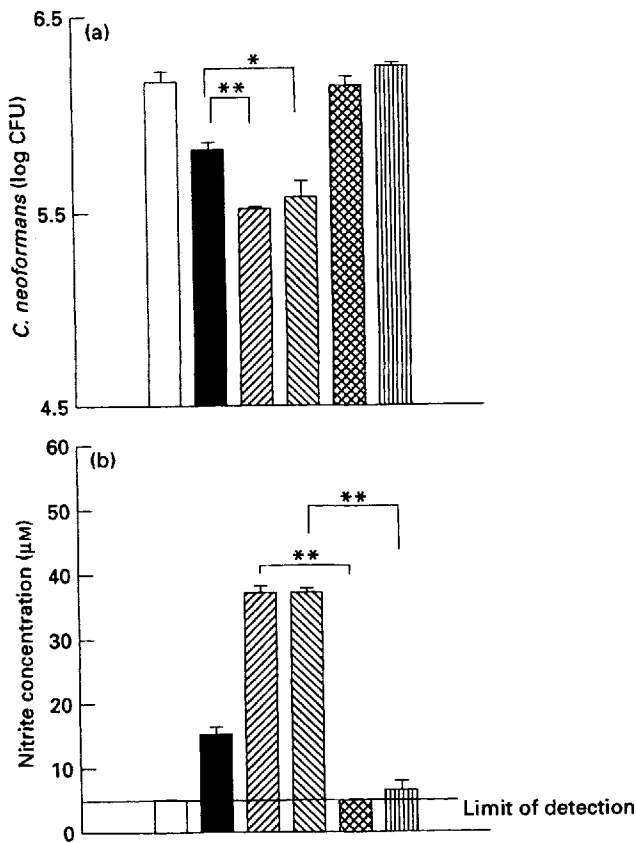 6.5
(a)
*
**
C. neoformans (log CFU)
5.5
4.5
60
(b)
50
**
**
Nitrite concentration (μM)
40
30
20
10
Limit of detection
0